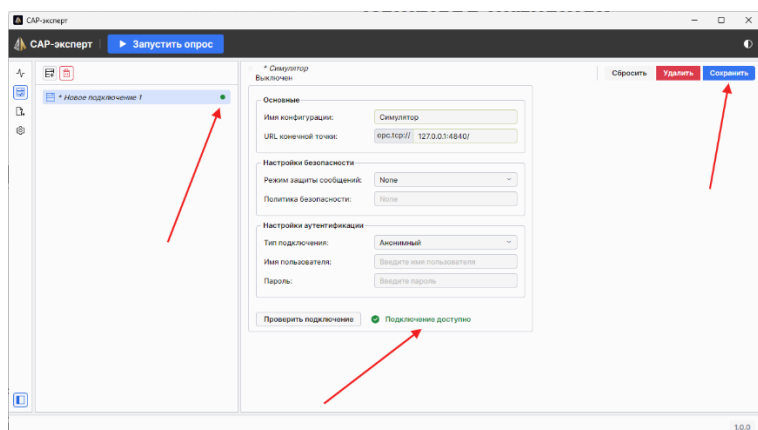 САР-эксперт
САР-эксперт
Запустить опрос
* Новое подключение 1
* Симулятор
Выключен
Сбросить
Удалить
Сохранить
Основные
Имя конфигурации: Симулятор
URL конечной точки: opc.tcp:// 127.0.0.1:4840/
Настройки безопасности
Режим защиты сообщений: None
Политика безопасности: None
Настройки аутентификации
Тип подключения: Анонимный
Имя пользователя: Введите имя пользователя
Пароль: Введите пароль
Проверить подключение
Подключение доступно
1.0.0